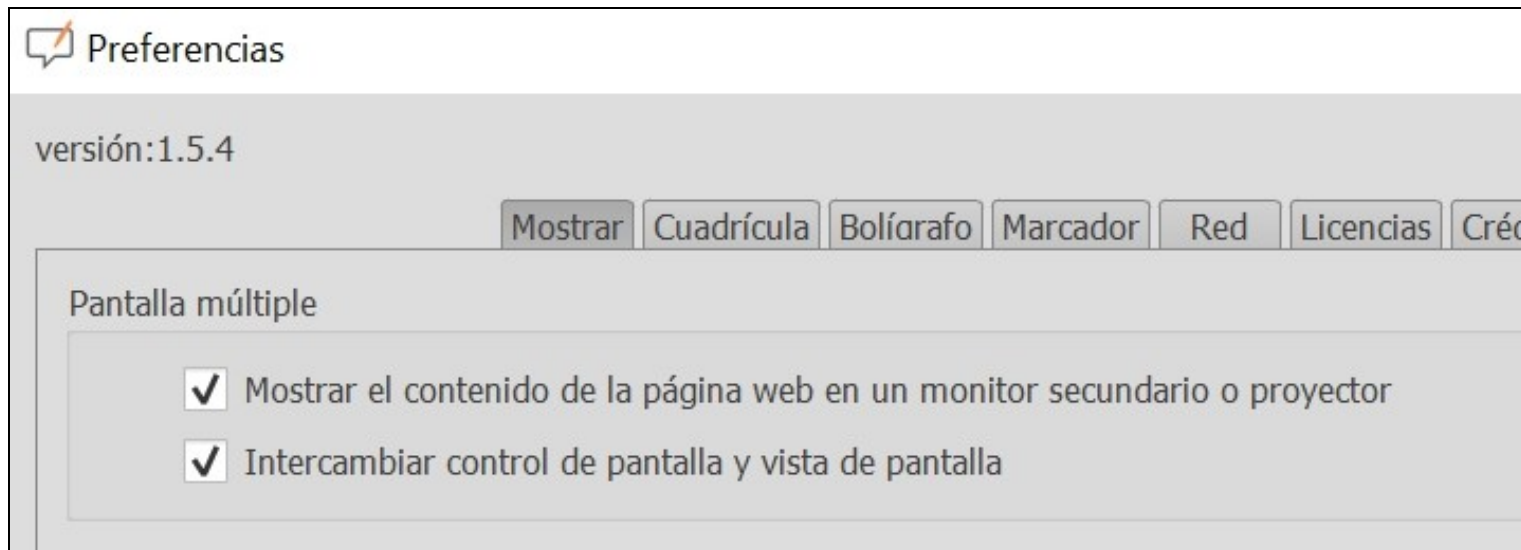 Preferencias
versión:1.5.4
Mostrar Cuadrícula Bolígrafo Marcador Red Licencias Créd
Pantalla múltiple
Mostrar el contenido de la página web en un monitor secundario o proyector
Intercambiar control de pantalla y vista de pantalla